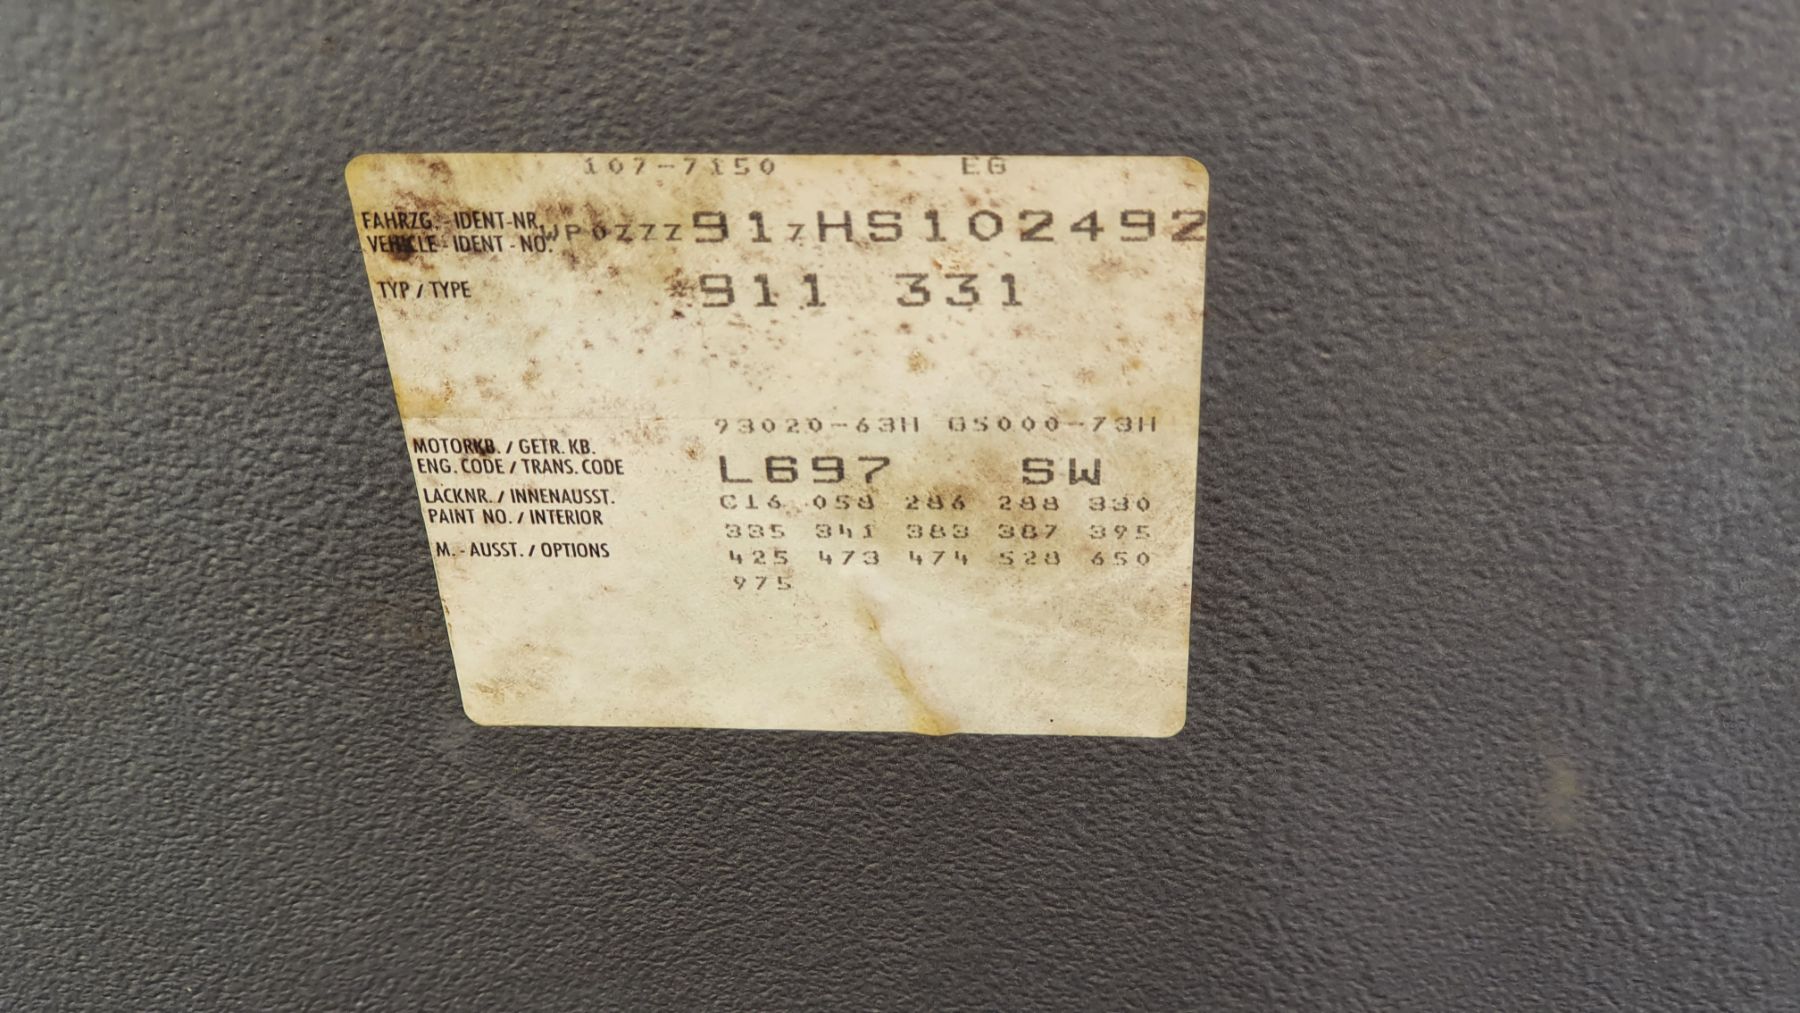 107-7150 EG
FAHRZG. - IDENT-NR.
VEHICLE - IDENT - NO. WP0ZZZ91ZHS102492
TYP / TYPE 911 331
93020-63H G5000-73H
MOTORKB. / GETR. KB.
ENG. CODE / TRANS. CODE L697 SW
LACKNR. / INNENAUSST. C16 058 286 288 330
PAINT NO. / INTERIOR 335 341 383 387 395
M. - AUSST. / OPTIONS 425 473 474 528 650
975